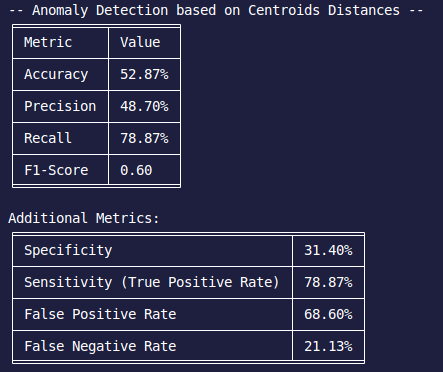 -- Anomaly Detection based on Centroids Distances --
Metric Value
Accuracy 52.87%
Precision 48.70%
Recall 78.87%
F1-Score 0.60
Additional Metrics:
Specificity 31.40%
Sensitivity (True Positive Rate) 78.87%
False Positive Rate 68.60%
False Negative Rate 21.13%